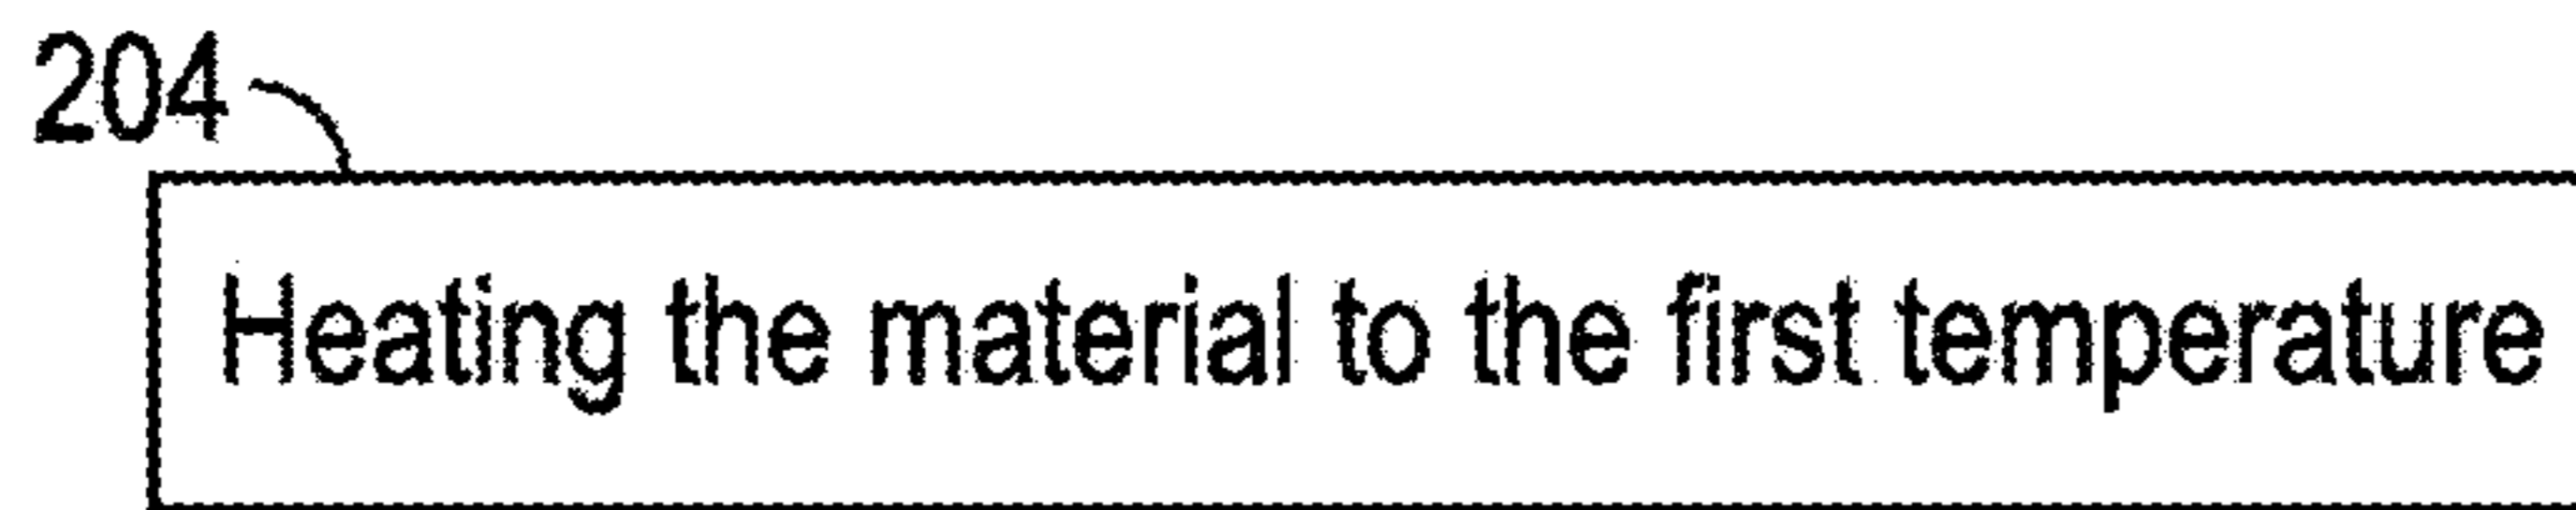 204
Heating the material to the first temperature